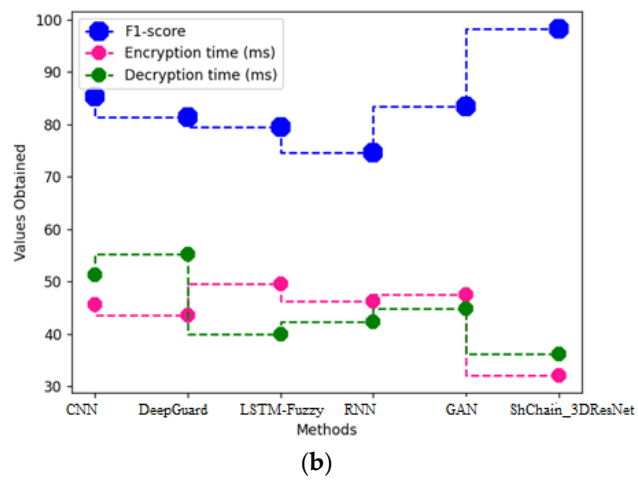 F1-score
Encryption time (ms)
Decryption time (ms)
Values Obtained
100
90
80
70
60
50
40
30
CNN DeepGuard LSTM-Fuzzy RNN GAN ShChain_3DResNet
Methods
(b)